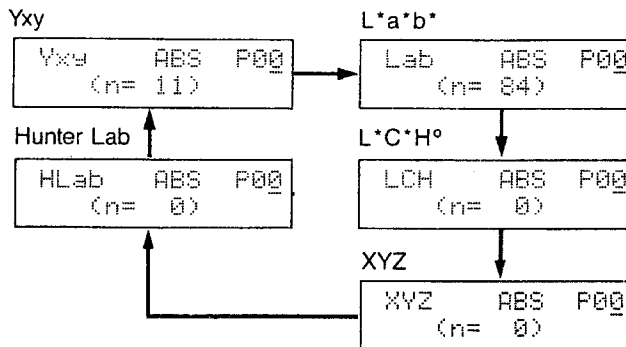 Yxy
Yxy ABS P00
(n= 11)
L*a*b*
Lab ABS P00
(n= 84)
Hunter Lab
HLab ABS P00
(n= 0)
L*C*Hº
LCH ABS P00
(n= 0)
XYZ
XYZ ABS P00
(n= 0)